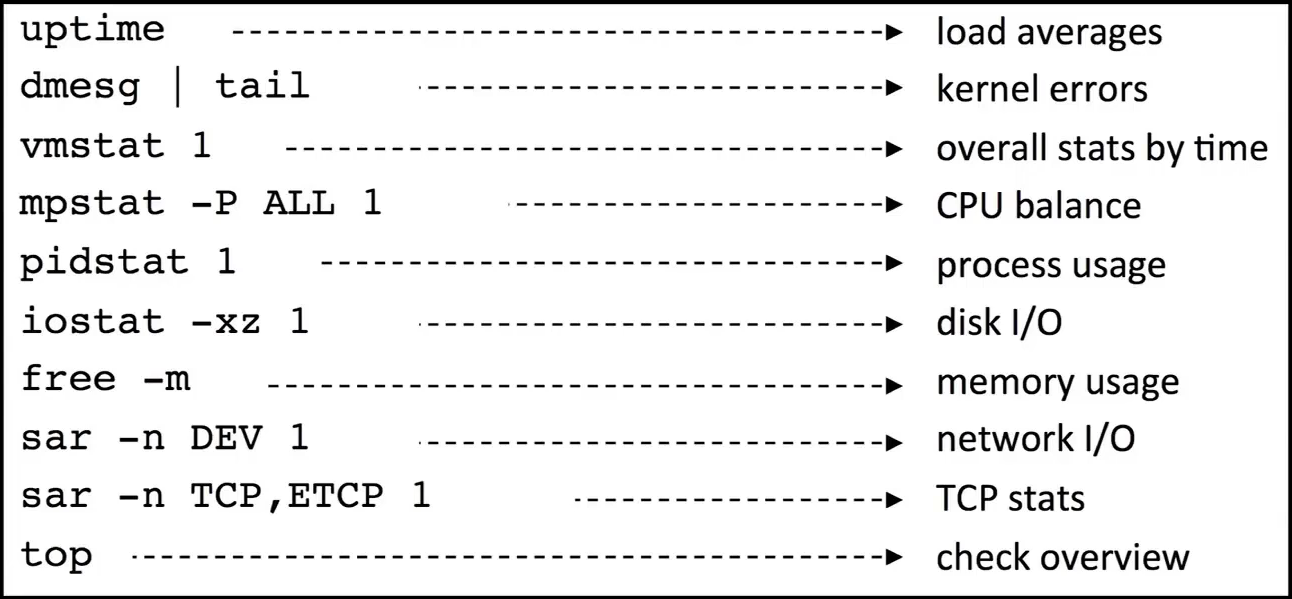 uptime load averages
dmesg | tail kernel errors
vmstat 1 overall stats by time
mpstat -P ALL 1 CPU balance
pidstat 1 process usage
iostat -xz 1 disk I/O
free -m memory usage
sar -n DEV 1 network I/O
sar -n TCP,ETCP 1 TCP stats
top check overview